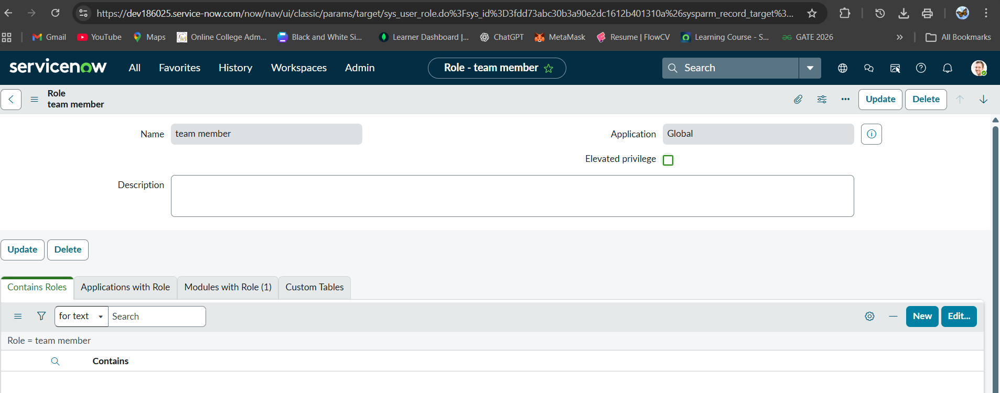 https://dev186025.service-now.com/now/nav/ui/classic/params/target/sys_user_role.do%3Fsys_id%3D3fdd73abc30b3a90e2dc1612b401310a%26sysparm_record_target%3...
Gmail YouTube Maps Online College Adm... Black and White Si... Learner Dashboard |... ChatGPT MetaMask Resume | FlowCV Learning Course - S... GATE 2026 » All Bookmarks
servicenow All Favorites History Workspaces Admin Role - team member Search
Role
team member
Update Delete
Name team member Application Global
Elevated privilege
Description
Update Delete
Contains Roles Applications with Role Modules with Role (1) Custom Tables
for text Search New Edit...
Role = team member
Contains